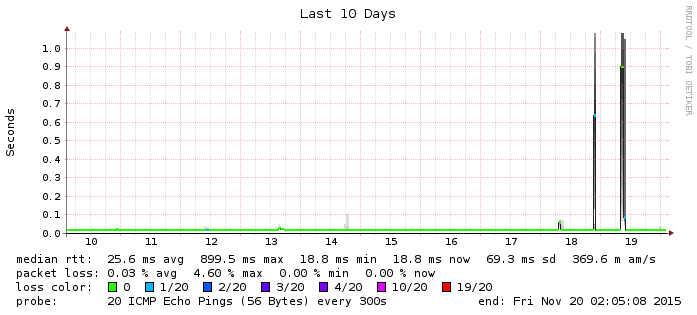 Last 10 Days
RRDTOOL / TOBI OETIKER
Seconds
1.0
0.9
0.8
0.7
0.6
0.5
0.4
0.3
0.2
0.1
0.0
10 11 12 13 14 15 16 17 18 19
median rtt: 25.6 ms avg 899.5 ms max 18.8 ms min 18.8 ms now 69.3 ms sd 369.6 m am/s
packet loss: 0.03 % avg 4.60 % max 0.00 % min 0.00 % now
loss color: 0 1/20 2/20 3/20 4/20 10/20 19/20
probe: 20 ICMP Echo Pings (56 Bytes) every 300s end: Fri Nov 20 02:05:08 2015